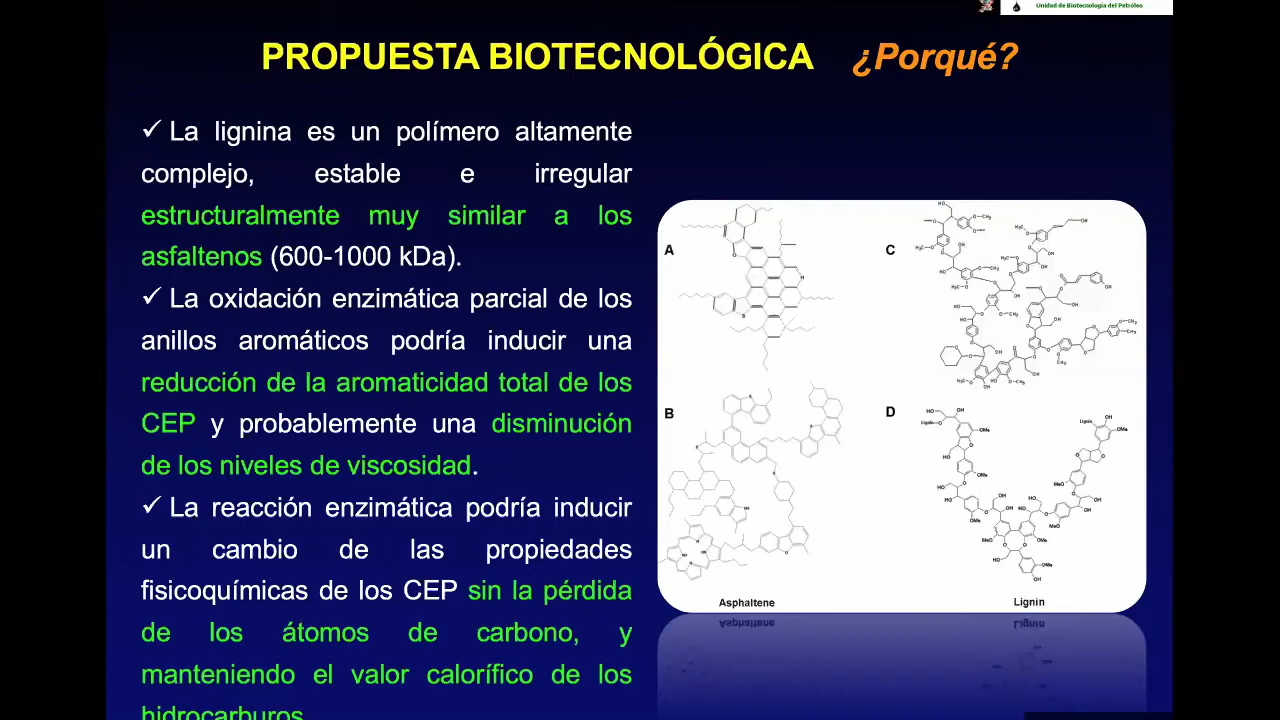 Unidad de Biotecnología del Petróleo
PROPUESTA BIOTECNOLÓGICA ¿Porqué?
✓ La lignina es un polímero altamente
complejo, estable e irregular
estructuralmente muy similar a los
asfaltenos (600-1000 kDa).
✓ La oxidación enzimática parcial de los
anillos aromáticos podría inducir una
reducción de la aromaticidad total de los
CEP y probablemente una disminución
de los niveles de viscosidad.
✓ La reacción enzimática podría inducir
un cambio de las propiedades
fisicoquímicas de los CEP sin la pérdida
de los átomos de carbono, y
manteniendo el valor calorífico de los
hidrocarburos
A
B
Asphaltene
C
D
Lignin